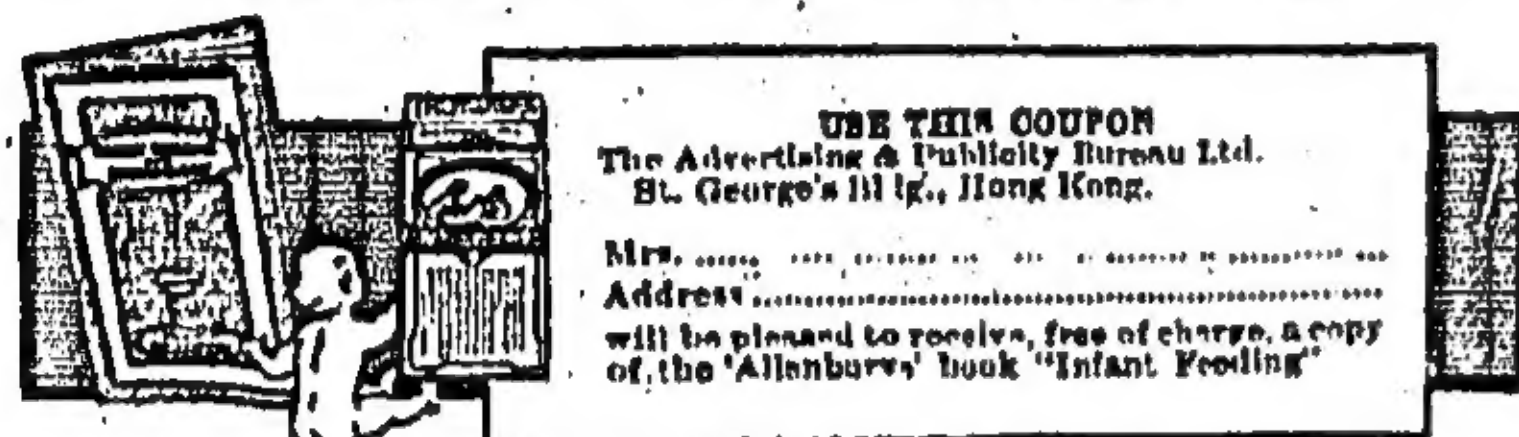 USE THIS COUPON
The Advertising & Publicity Bureau Ltd.
St. George's Bldg., Hong Kong.
Mrs. ..............................
Address ..............................
will be pleased to receive, free of charge, a copy
of the 'Allenburys' book "Infant Feeding"